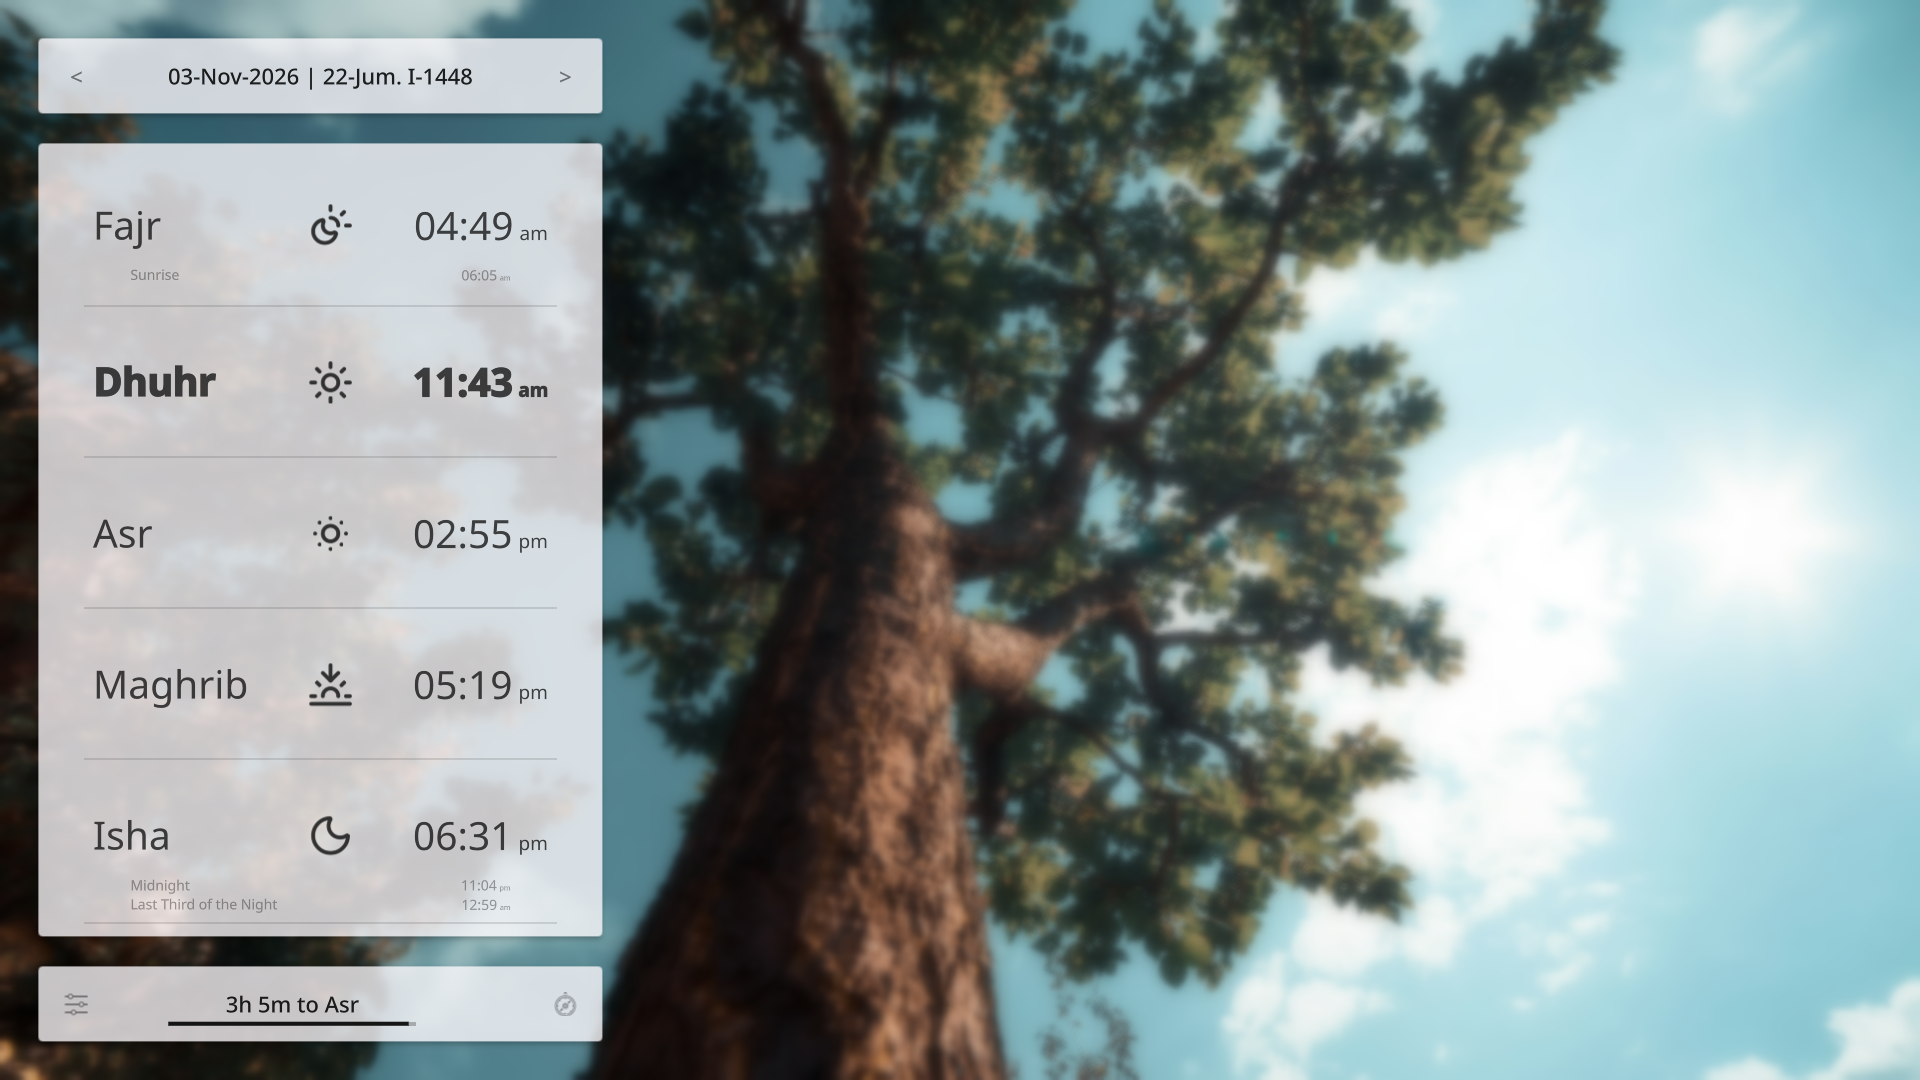 < 03-Nov-2026 | 22-Jum. I-1448 >
Fajr 04:49 am
Sunrise 06:05 am
Dhuhr 11:43 am
Asr 02:55 pm
Maghrib 05:19 pm
Isha 06:31 pm
Midnight 11:04 pm
Last Third of the Night 12:59 am
3h 5m to Asr